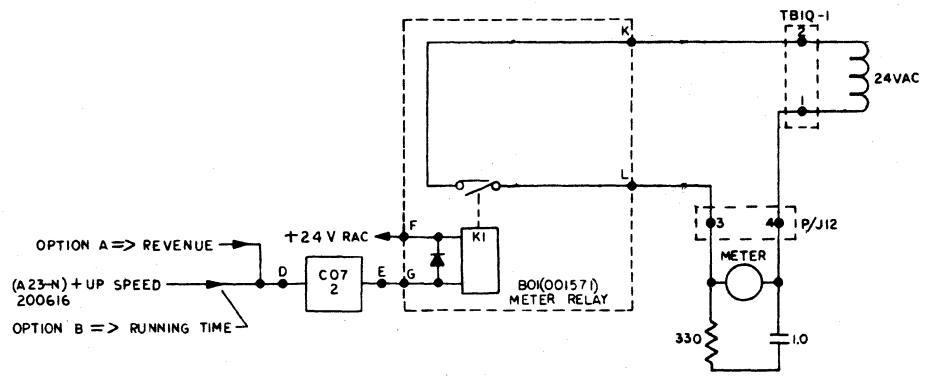 TB1Q-1
K
2
24VAC
1
L
F
+24 V RAC
K1
3
4
P/J12
METER
OPTION A => REVENUE
(A23-N) + UP SPEED
200616
D
C07
2
E
G
B01(001571)
METER RELAY
OPTION B => RUNNING TIME
330
1.0